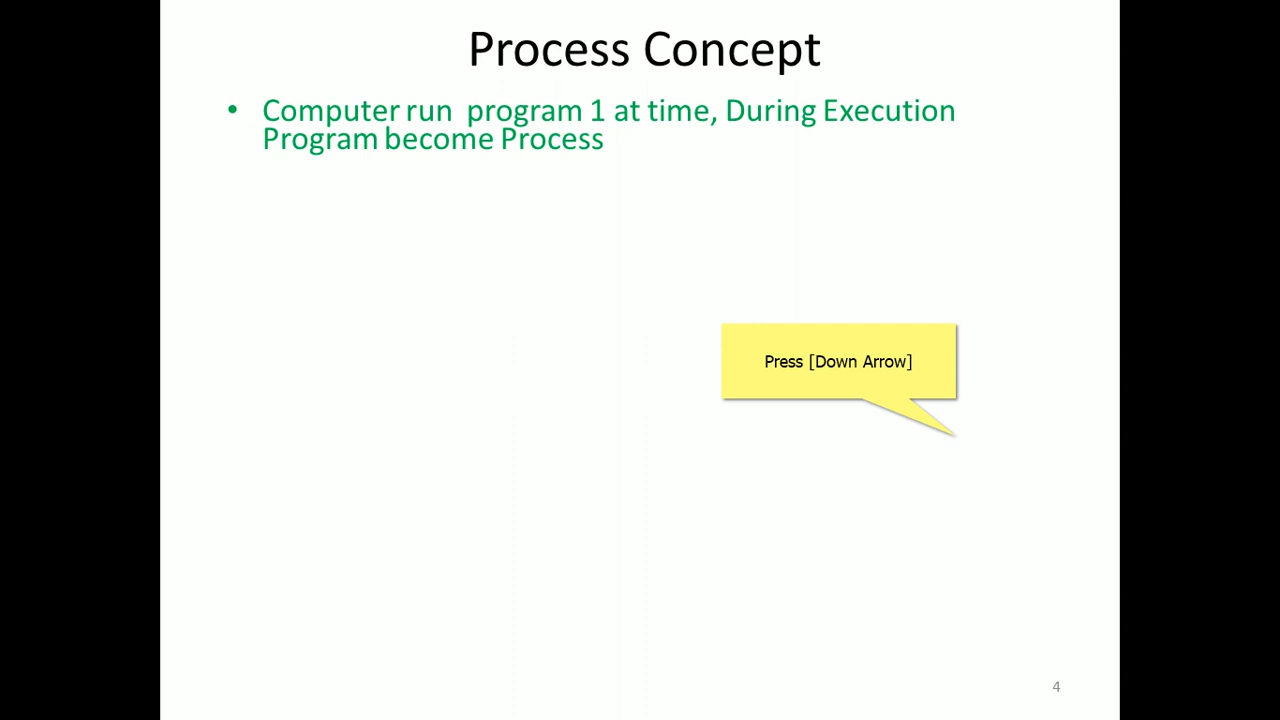 Process Concept
• Computer run program 1 at time, During Execution
Program become Process
Press [Down Arrow]
4